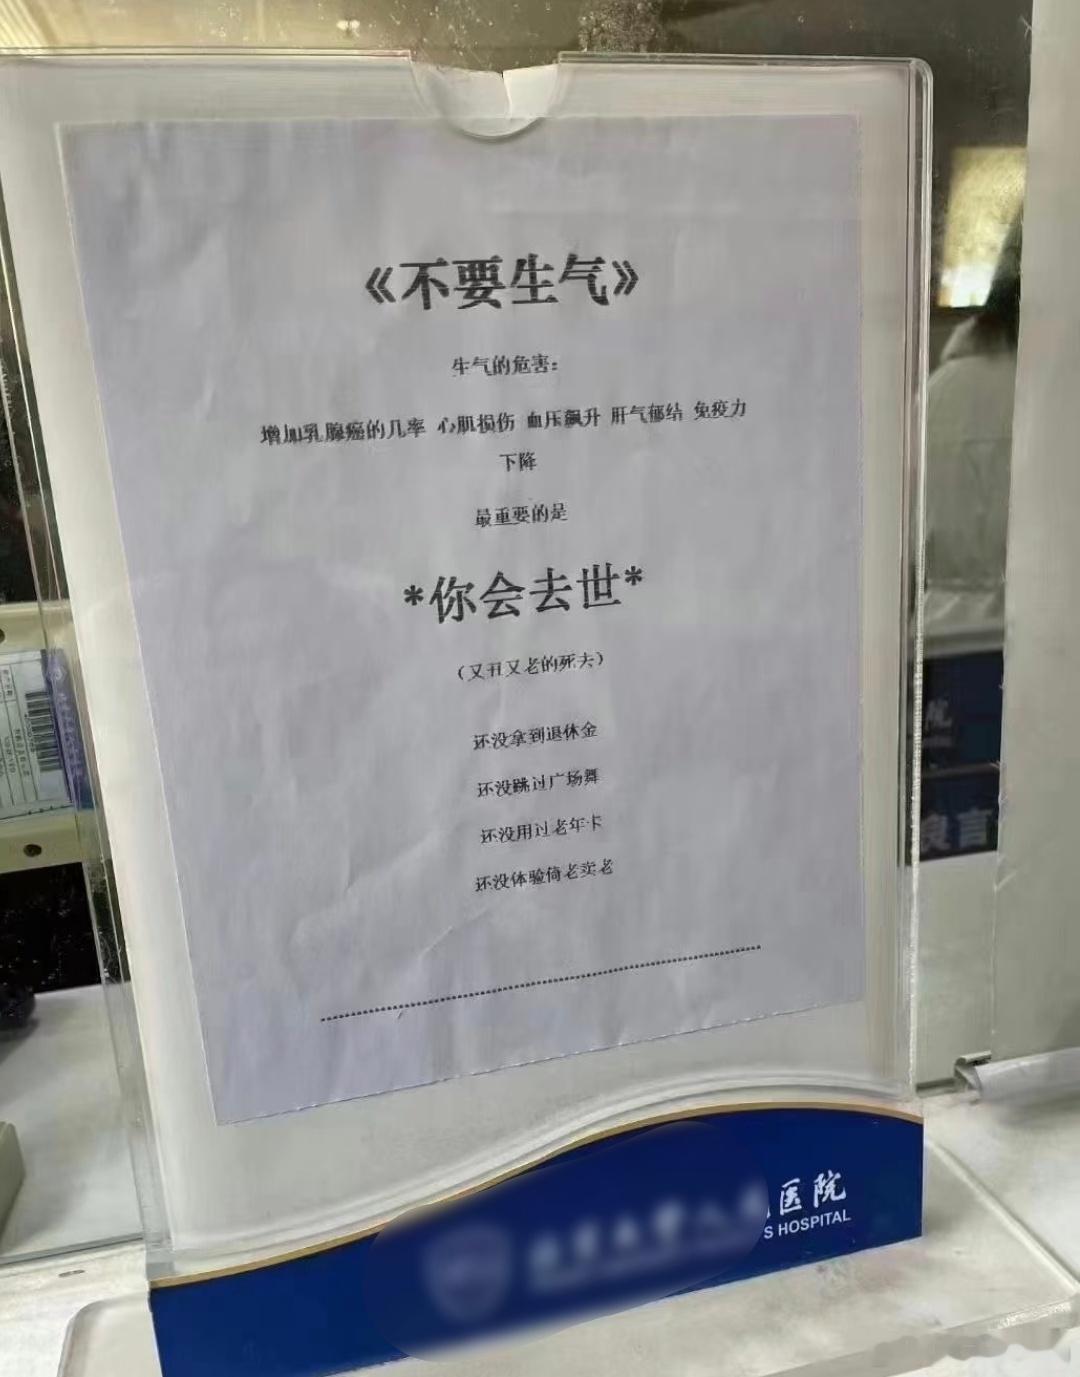 《不要生气》
生气的危害:
增加乳腺癌的几率 心肌损伤 血压飙升 肝气郁结 免疫力
下降
最重要的是
*你会去世*
(又丑又老的死去)
还没拿到退休金
还没跳过广场舞
还没用过老年卡
还没体验倚老卖老
医院
S HOSPITAL
院
良言